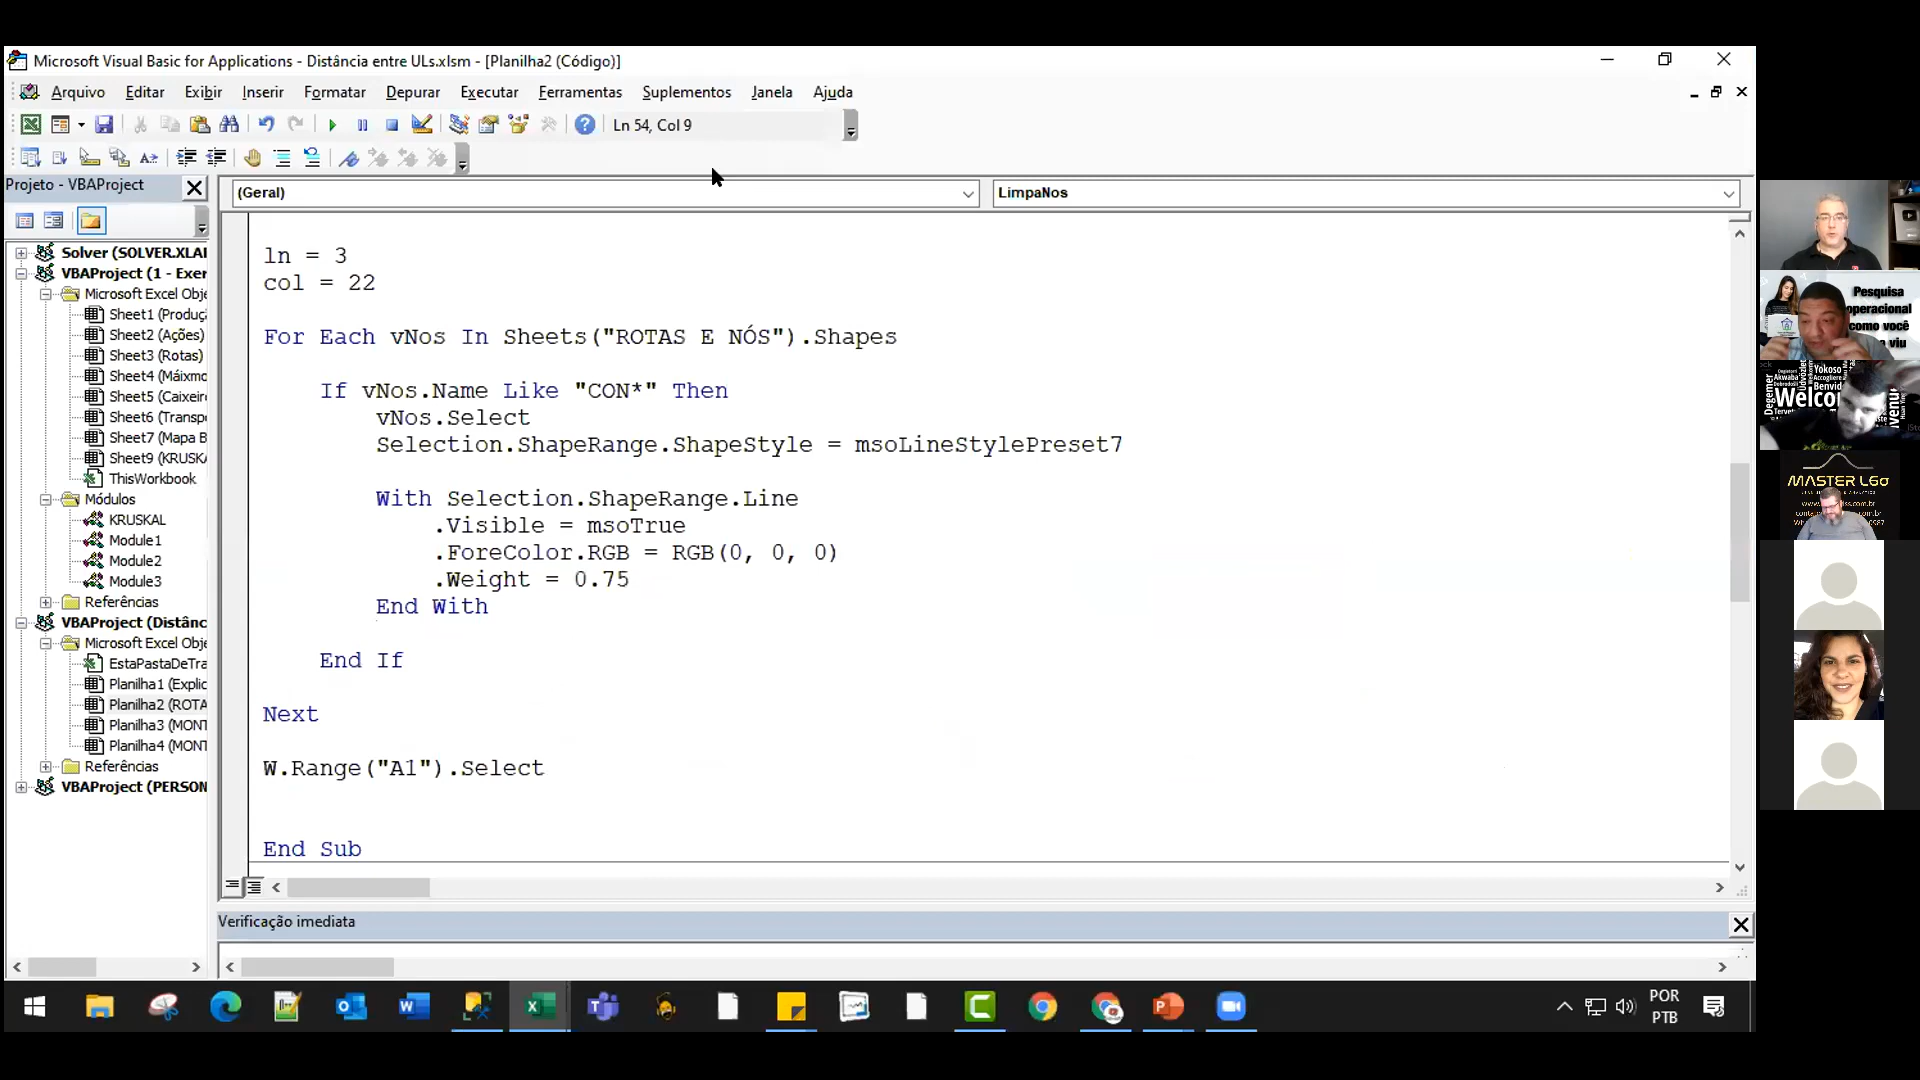 Microsoft Visual Basic for Applications - Distância entre ULs.xlsm - [Planilha2 (Código)]
Arquivo Editar Exibir Inserir Formatar Depurar Executar Ferramentas Suplementos Janela Ajuda
Ln 54, Col 9
Projeto - VBAProject
(Geral)
LimpaNos
Solver (SOLVER.XLAI
VBAProject (1 - Exer
Microsoft Excel Obje
Sheet1 (Produç
Sheet2 (Ações)
Sheet3 (Rotas)
Sheet4 (Máixmo
Sheet5 (Caixeir
Sheet6 (Transp
Sheet7 (Mapa B
Sheet9 (KRUSK
ThisWorkbook
Módulos
KRUSKAL
Module1
Module2
Module3
Referências
VBAProject (Distânc
Microsoft Excel Obje
EstaPastaDeTra
Planilha1 (Explic
Planilha2 (ROTA
Planilha3 (MONT
Planilha4 (MONT
Referências
VBAProject (PERSON
ln = 3
col = 22
For Each vNos In Sheets("ROTAS E NÓS").Shapes
If vNos.Name Like "CON*" Then
vNos.Select
Selection.ShapeRange.ShapeStyle = msoLineStylePreset7
With Selection.ShapeRange.Line
.Visible = msoTrue
.ForeColor.RGB = RGB(0, 0, 0)
.Weight = 0.75
End With
End If
Next
W.Range("A1").Select
End Sub
Verificação imediata
Pesquisa
operacional
como você
viu
Yokoso
Welco
MASTER LGσ
POR
PTB